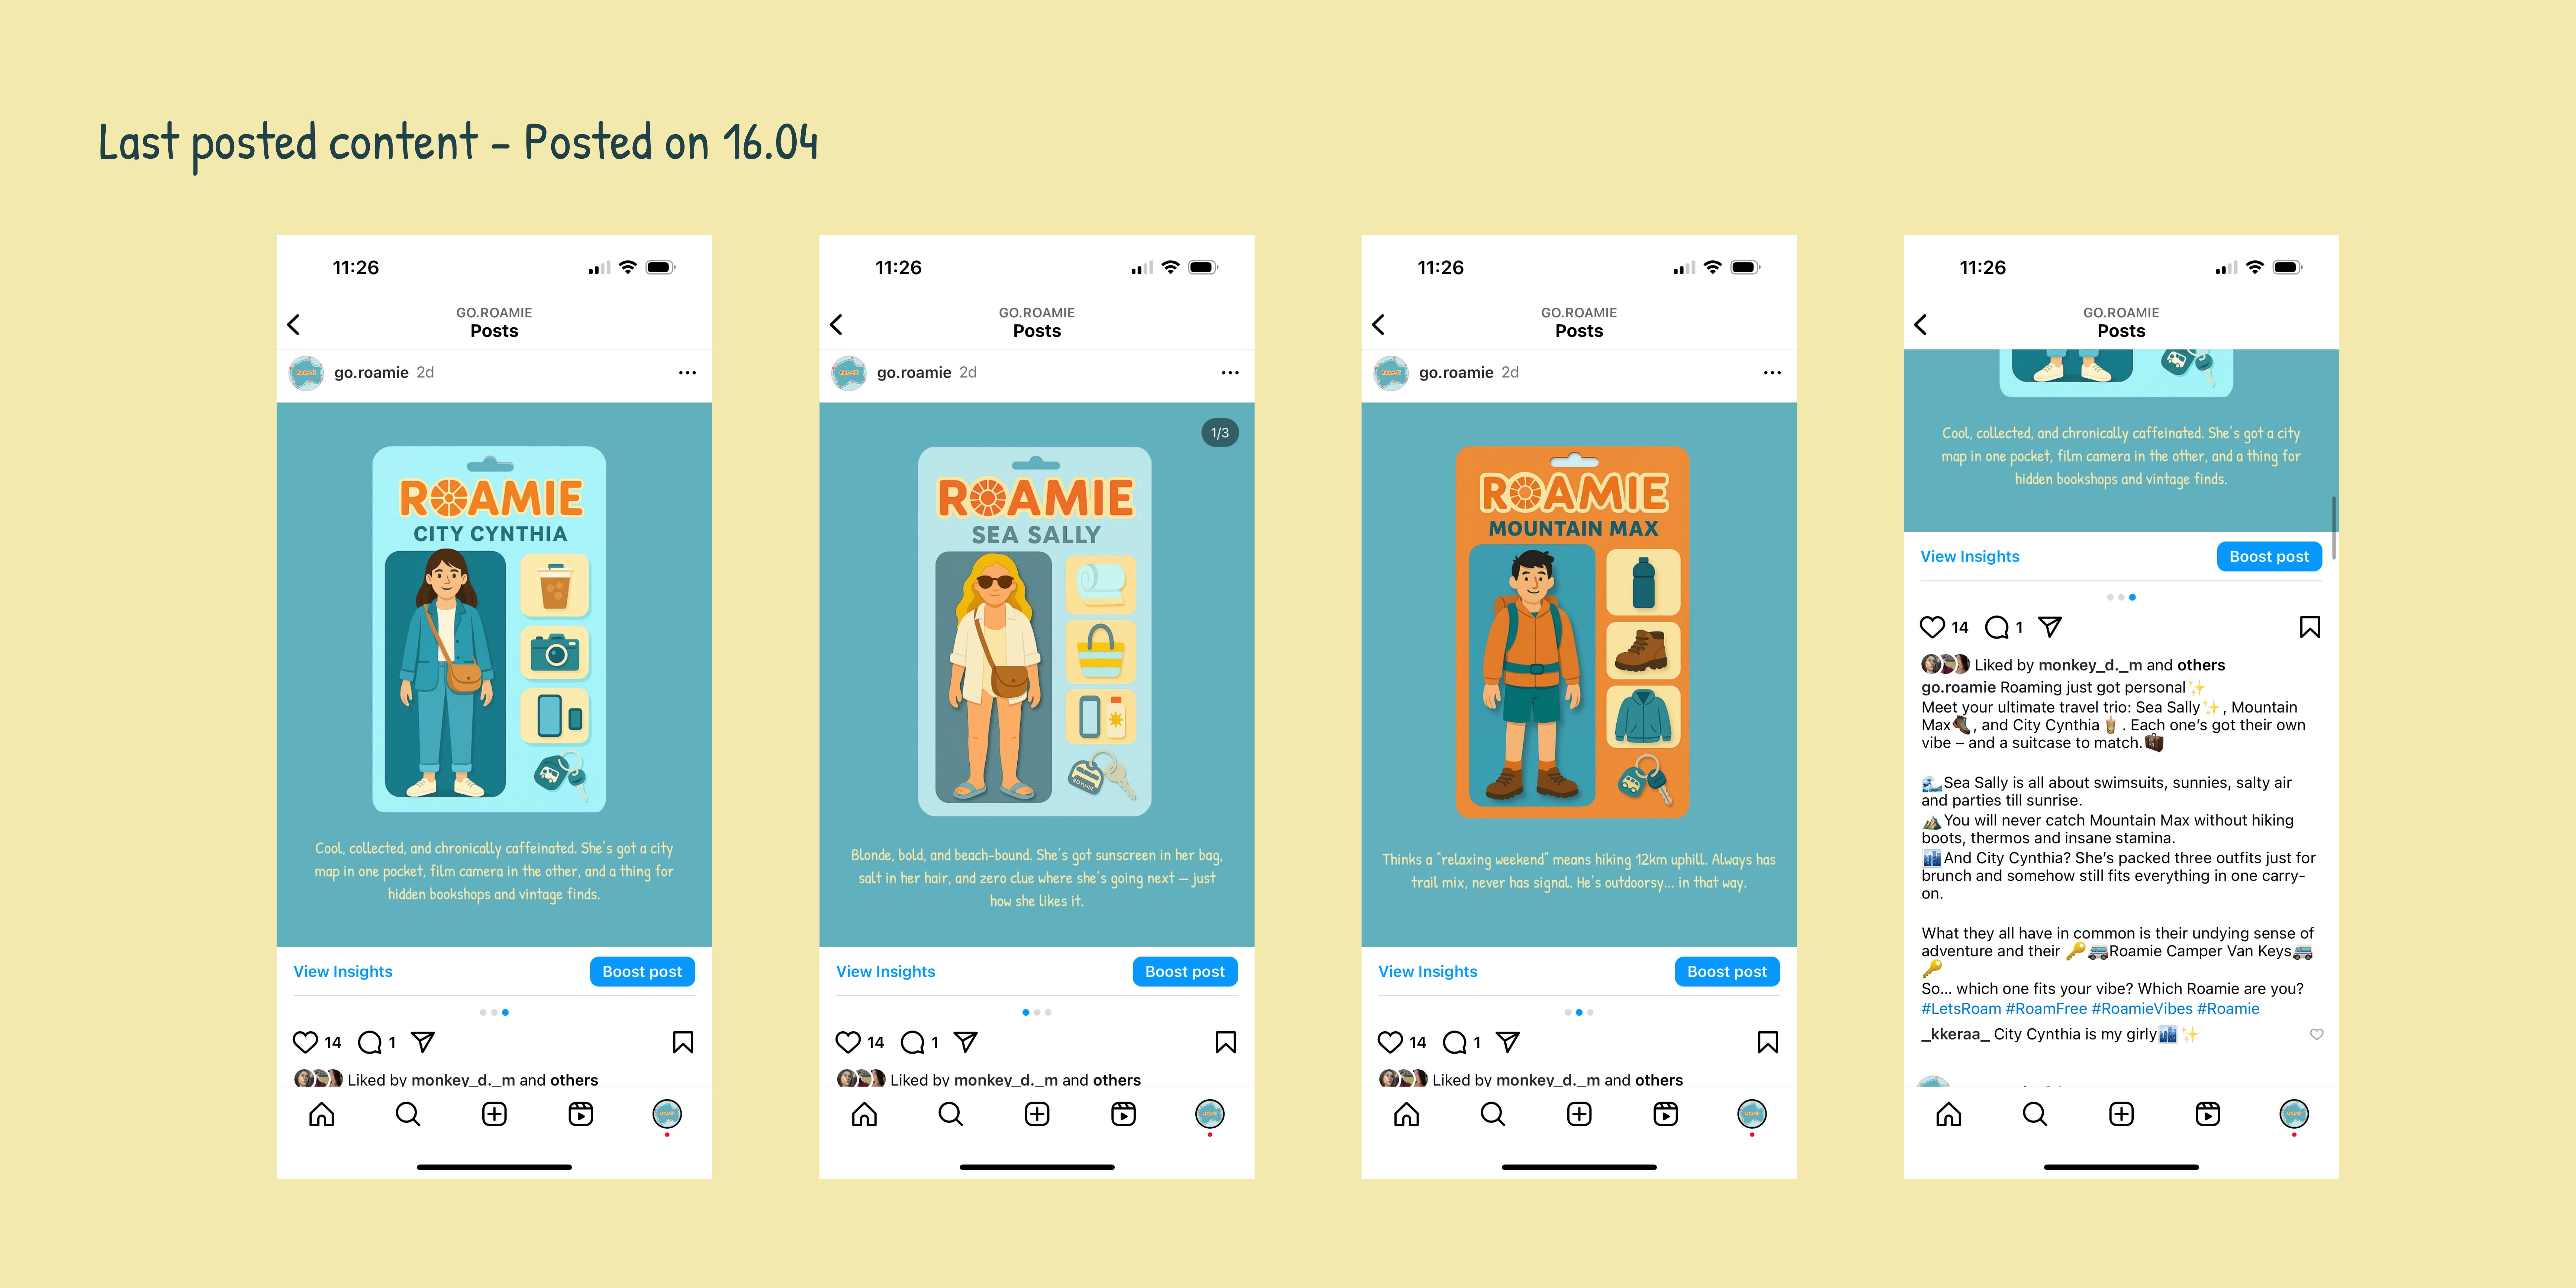 Last posted content - Posted on 16.04
11:26
GO.ROAMIE
Posts
go.roamie 2d
ROAMIE
CITY CYNTHIA
Cool, collected, and chronically caffeinated. She's got a city
map in one pocket, film camera in the other, and a thing for
hidden bookshops and vintage finds.
View Insights
Boost post
14 1
Liked by monkey_d._m and others
11:26
GO.ROAMIE
Posts
go.roamie 2d
1/3
ROAMIE
SEA SALLY
Blonde, bold, and beach-bound. She's got sunscreen in her bag,
salt in her hair, and zero clue where she's going next – just
how she likes it.
View Insights
Boost post
14 1
Liked by monkey_d._m and others
11:26
GO.ROAMIE
Posts
go.roamie 2d
ROAMIE
MOUNTAIN MAX
Thinks a "relaxing weekend" means hiking 12km uphill. Always has
trail mix, never has signal. He's outdoorsy... in that way.
View Insights
Boost post
14 1
Liked by monkey_d._m and others
11:26
GO.ROAMIE
Posts
Cool, collected, and chronically caffeinated. She's got a city
map in one pocket, film camera in the other, and a thing for
hidden bookshops and vintage finds.
View Insights
Boost post
14 1
Liked by monkey_d._m and others
go.roamie Roaming just got personal✨
Meet your ultimate travel trio: Sea Sally✨, Mountain
Max🥾, and City Cynthia🧋. Each one's got their own
vibe – and a suitcase to match.🧳
🌊Sea Sally is all about swimsuits, sunnies, salty air
and parties till sunrise.
⛰️You will never catch Mountain Max without hiking
boots, thermos and insane stamina.
🏙️And City Cynthia? She's packed three outfits just for
brunch and somehow still fits everything in one carry-
on.
What they all have in common is their undying sense of
adventure and their 🔑🚐Roamie Camper Van Keys🚐
🔑
So... which one fits your vibe? Which Roamie are you?
#LetsRoam #RoamFree #RoamieVibes #Roamie
_kkeraa_ City Cynthia is my girly🏙️✨